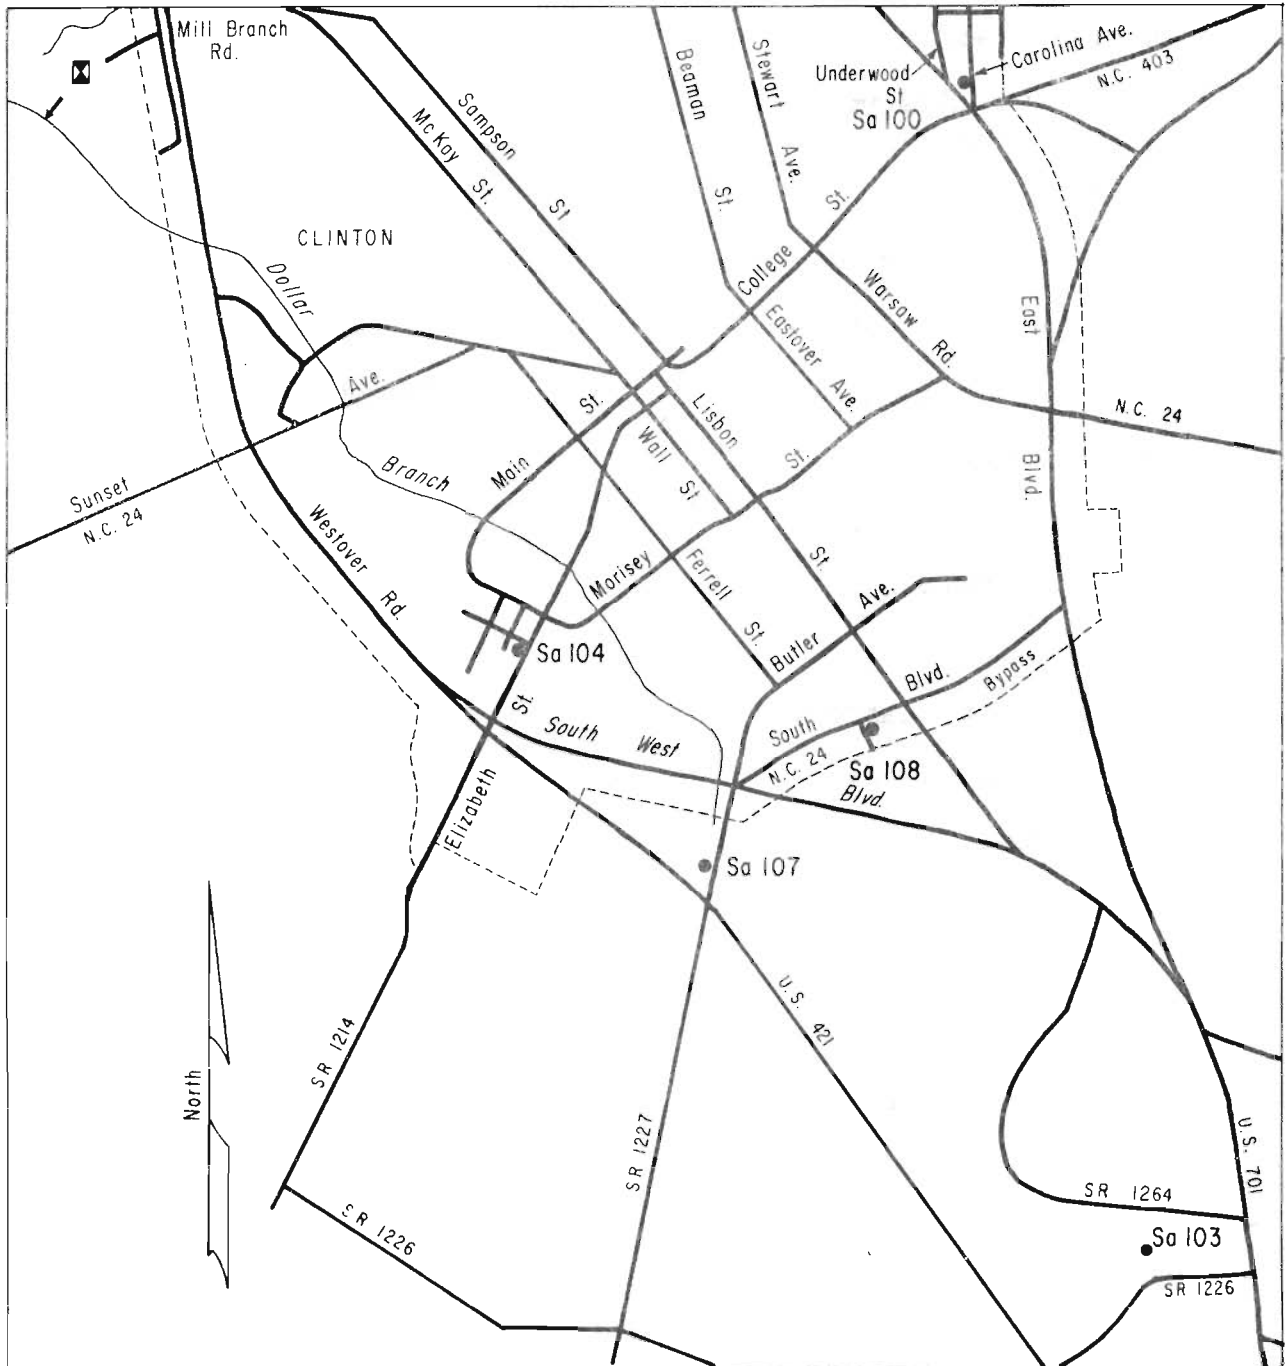 Mill Branch
Rd.
Beaman
St.
Stewart
Ave.
Underwood
St
Sa 100
Carolina Ave.
N.C. 403
Sampson
St
Mc Kay
St.
CLINTON
Dollar
Branch
College
St.
Warsaw
Rd.
Eastover
Ave.
East
Blvd.
N.C. 24
Sunset
Ave.
N.C. 24
Main
St.
Lisbon
St.
Wall
St
Westover
Rd.
Morisey
St.
Ferrell
St.
Butler
Ave.
Sa 104
Elizabeth
St.
South
West
Blvd.
South
Blvd.
N.C. 24
Bypass
Sa 108
Sa 107
North
SR 1214
SR 1226
SR 1227
U.S. 421
U.S. 701
SR 1264
Sa 103
SR 1226